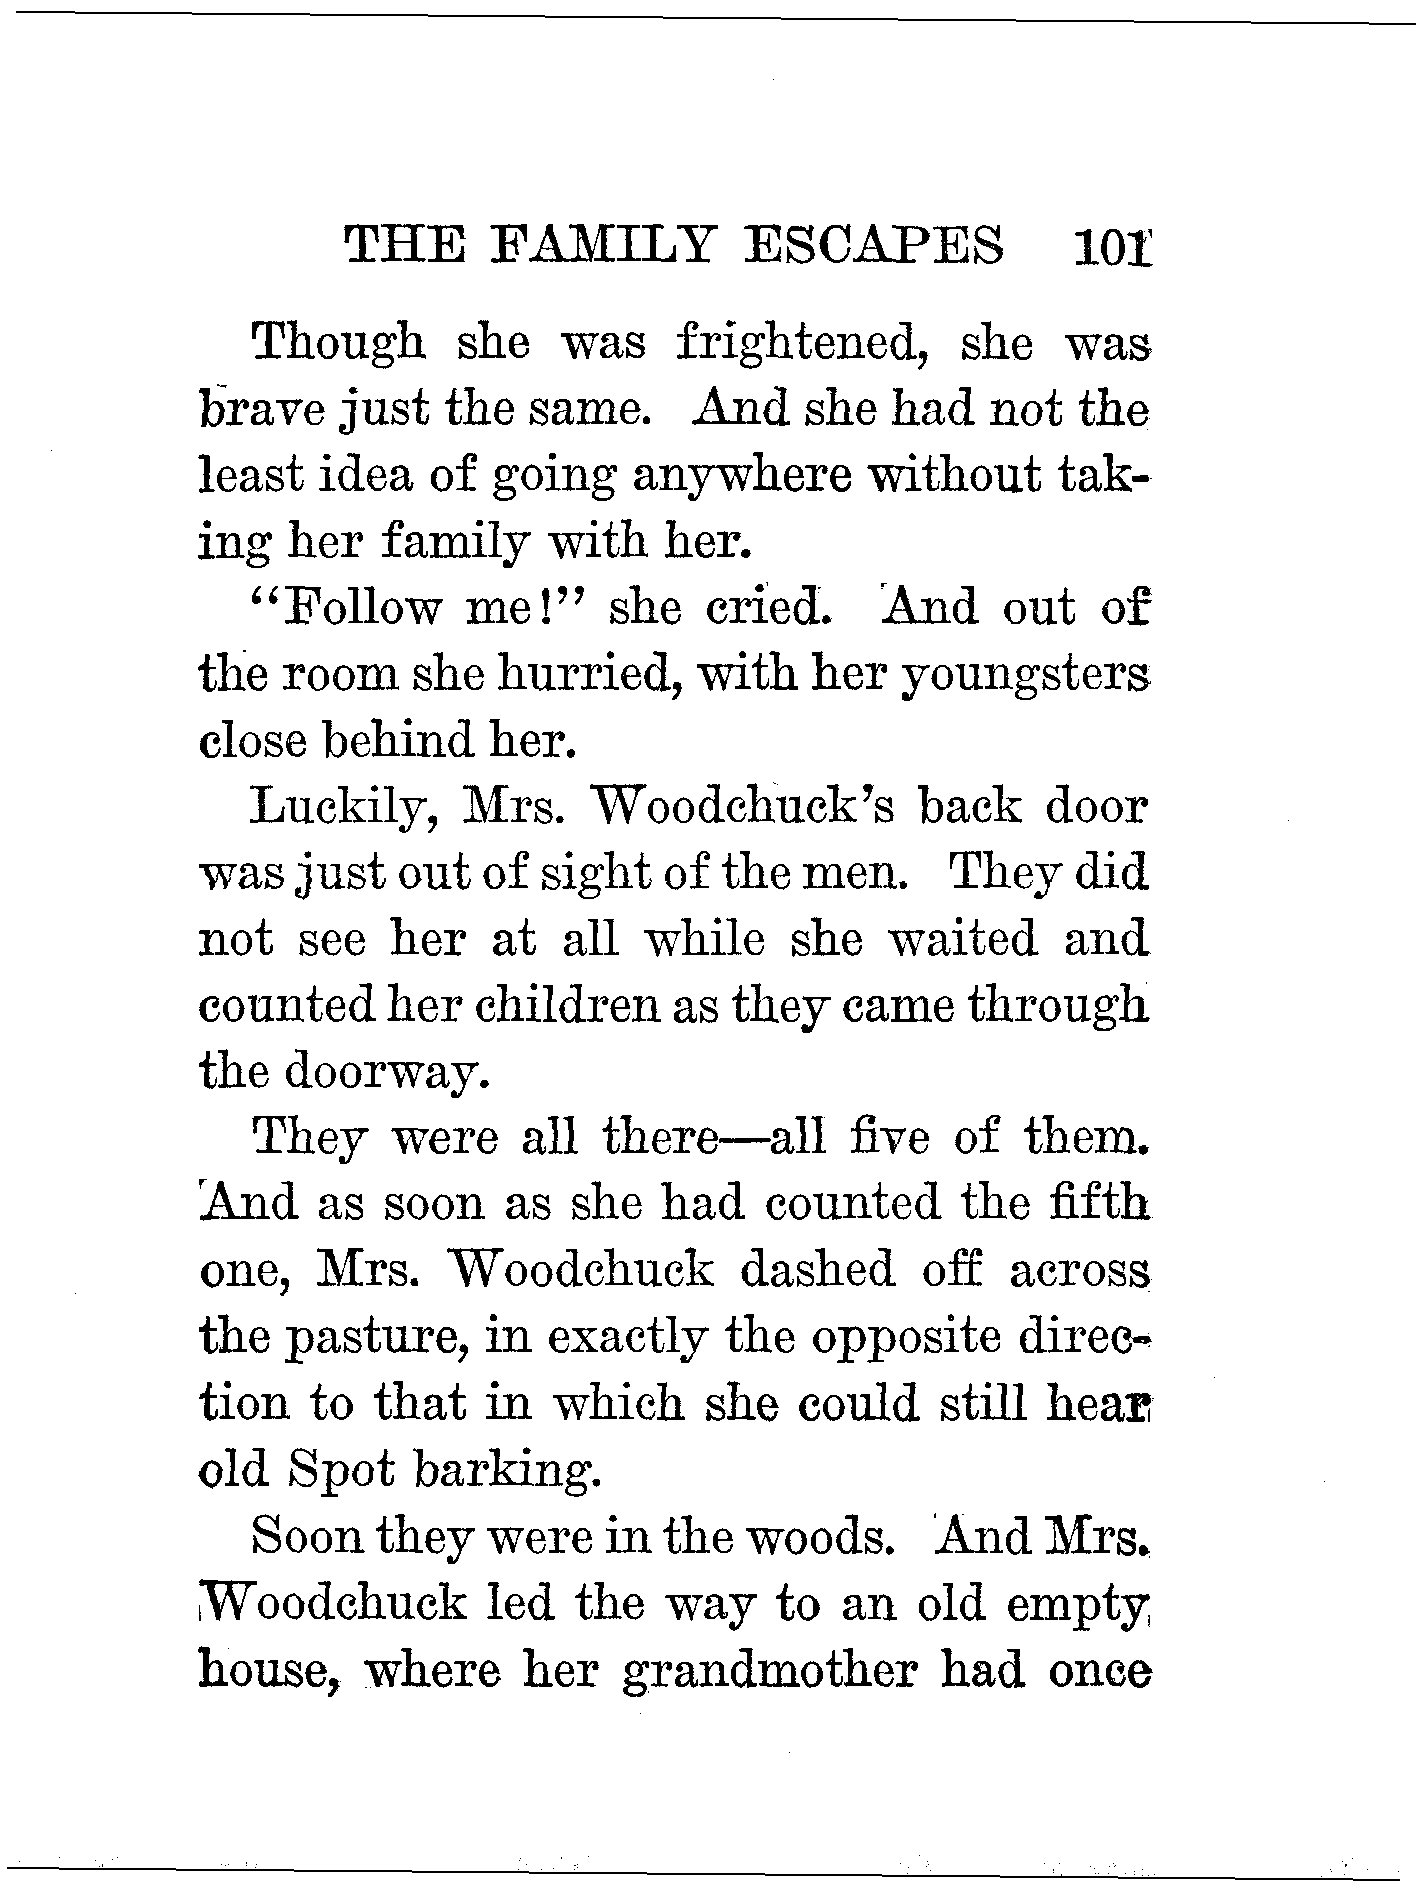 THE FAMILY ESCAPES 101
Though she was frightened, she was
brave just the same. And she had not the
least idea of going anywhere without tak-
ing her family with her.
“Follow me!” she cried. And out of
the room she hurried, with her youngsters
close behind her.
Luckily, Mrs. Woodchuck’s back door
was just out of sight of the men. They did
not see her at all while she waited and
counted her children as they came through
the doorway.
They were all there—all five of them.
And as soon as she had counted the fifth
one, Mrs. Woodchuck dashed off across
the pasture, in exactly the opposite direc-
tion to that in which she could still hear
old Spot barking.
Soon they were in the woods. And Mrs.
Woodchuck led the way to an old empty
house, where her grandmother had once